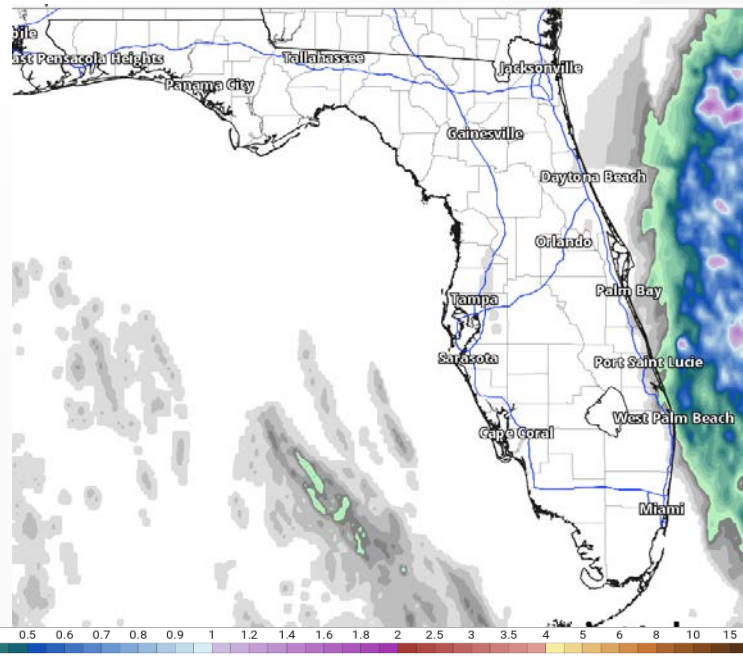 bile
ast Pensacola Heights
Tallahassee
Jacksonville
Panama City
Gainesville
Daytona Beach
Orlando
Palm Bay
Tampa
Sarasota
Port Saint Lucie
West Palm Beach
Cape Coral
Miami
0.5 0.6 0.7 0.8 0.9 1 1.2 1.4 1.6 1.8 2 2.5 3 3.5 4 5 6 8 10 15